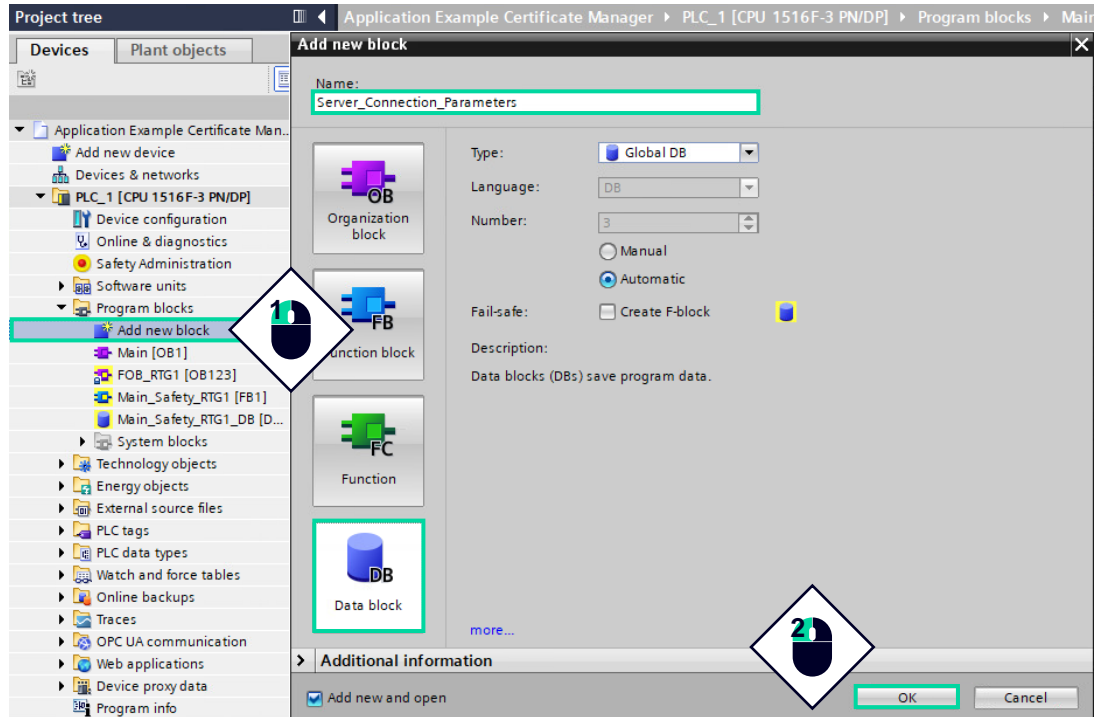 Project tree
Application Example Certificate Manager ▸ PLC_1 [CPU 1516F-3 PN/DP] ▸ Program blocks ▸ Main
Devices
Plant objects
Application Example Certificate Man...
Add new device
Devices & networks
PLC_1 [CPU 1516F-3 PN/DP]
Device configuration
Online & diagnostics
Safety Administration
Software units
Program blocks
Add new block
Main [OB1]
FOB_RTG1 [OB123]
Main_Safety_RTG1 [FB1]
Main_Safety_RTG1_DB [D...
System blocks
Technology objects
Energy objects
External source files
PLC tags
PLC data types
Watch and force tables
Online backups
Traces
OPC UA communication
Web applications
Device proxy data
Program info
1
Add new block
Name:
Server_Connection_Parameters
OB
Organization
block
FB
unction block
FC
Function
DB
Data block
Type:
Global DB
Language:
DB
Number:
3
Manual
Automatic
Fail-safe:
Create F-block
Description:
Data blocks (DBs) save program data.
more...
2
Additional information
Add new and open
OK
Cancel